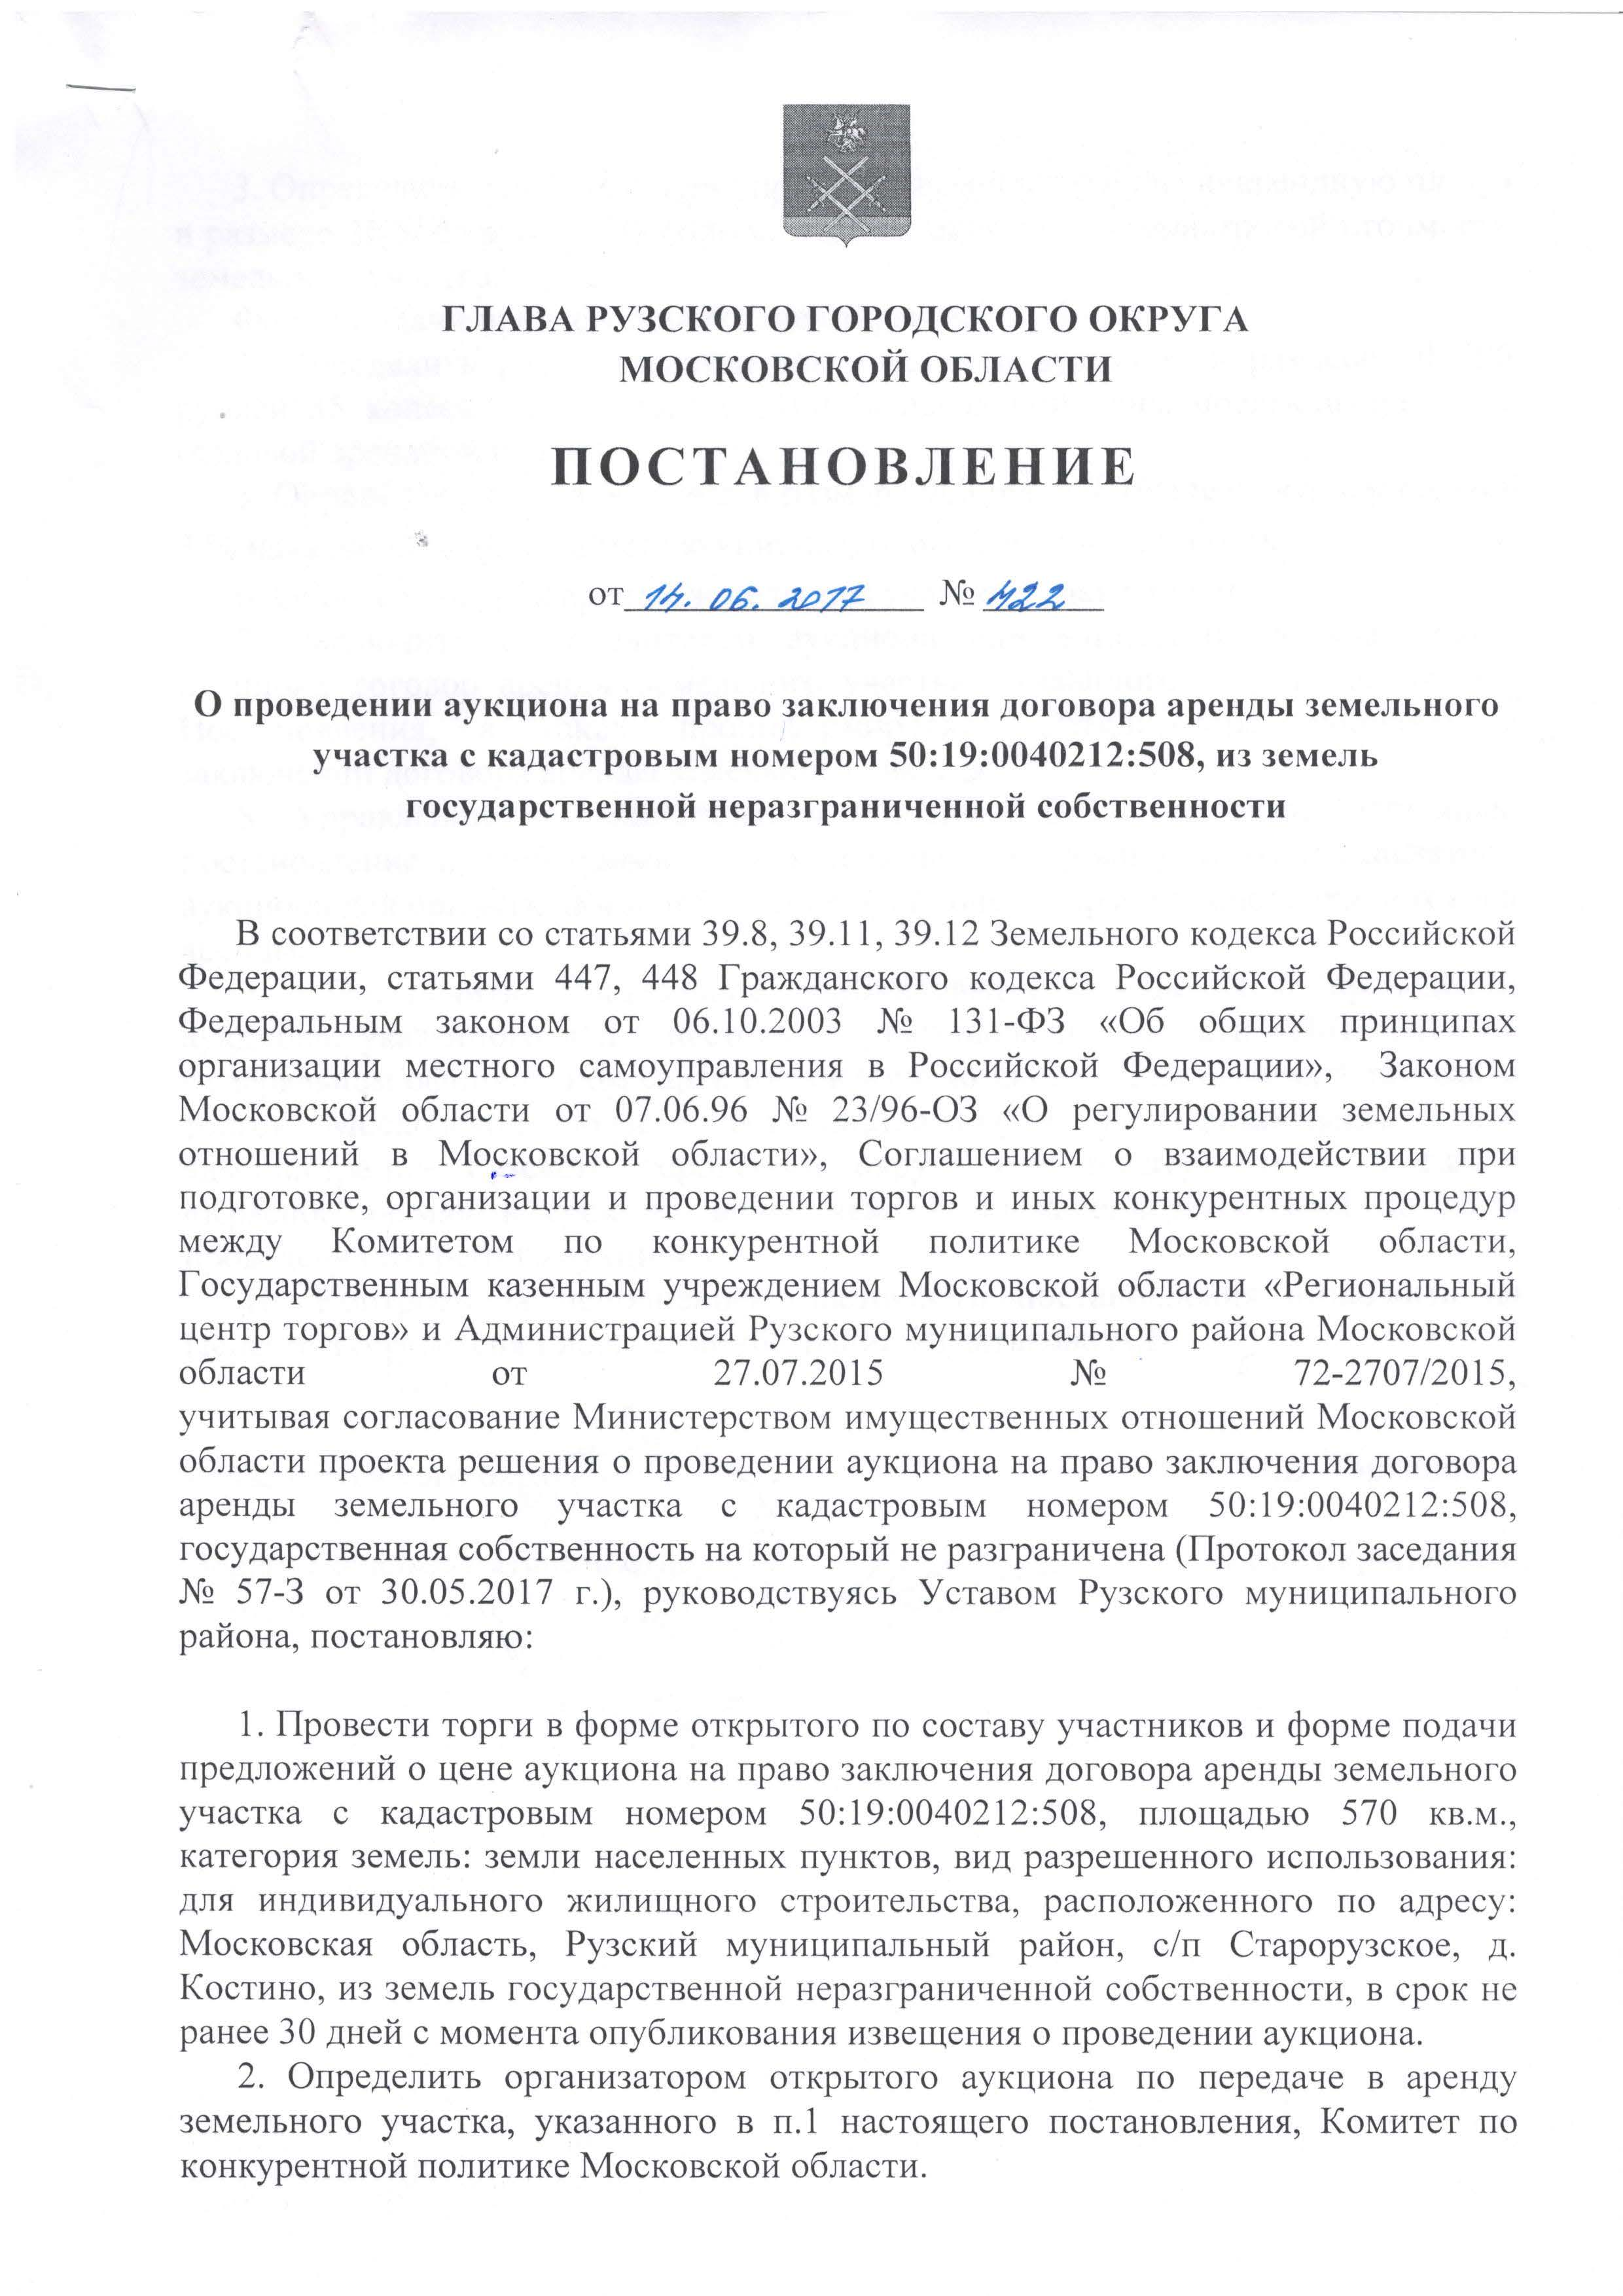 ГЛАВА РУЗСКОГО ГОРОДСКОГО ОКРУГА
МОСКОВСКОЙ ОБЛАСТИ
ПОСТАНОВЛЕНИЕ
от 14. 06. 2017 № 422
О проведении аукциона на право заключения договора аренды земельного
участка с кадастровым номером 50:19:0040212:508, из земель
государственной неразграниченной собственности
В соответствии со статьями 39.8, 39.11, 39.12 Земельного кодекса Российской
Федерации, статьями 447, 448 Гражданского кодекса Российской Федерации,
Федеральным законом от 06.10.2003 № 131-ФЗ «Об общих принципах
организации местного самоуправления в Российской Федерации», Законом
Московской области от 07.06.96 № 23/96-ОЗ «О регулировании земельных
отношений в Московской области», Соглашением о взаимодействии при
подготовке, организации и проведении торгов и иных конкурентных процедур
между Комитетом по конкурентной политике Московской области,
Государственным казенным учреждением Московской области «Региональный
центр торгов» и Администрацией Рузского муниципального района Московской
области от 27.07.2015 № 72-2707/2015,
учитывая согласование Министерством имущественных отношений Московской
области проекта решения о проведении аукциона на право заключения договора
аренды земельного участка с кадастровым номером 50:19:0040212:508,
государственная собственность на который не разграничена (Протокол заседания
№ 57-З от 30.05.2017 г.), руководствуясь Уставом Рузского муниципального
района, постановляю:
1. Провести торги в форме открытого по составу участников и форме подачи
предложений о цене аукциона на право заключения договора аренды земельного
участка с кадастровым номером 50:19:0040212:508, площадью 570 кв.м.,
категория земель: земли населенных пунктов, вид разрешенного использования:
для индивидуального жилищного строительства, расположенного по адресу:
Московская область, Рузский муниципальный район, с/п Старорузское, д.
Костино, из земель государственной неразграниченной собственности, в срок не
ранее 30 дней с момента опубликования извещения о проведении аукциона.
2. Определить организатором открытого аукциона по передаче в аренду
земельного участка, указанного в п.1 настоящего постановления, Комитет по
конкурентной политике Московской области.